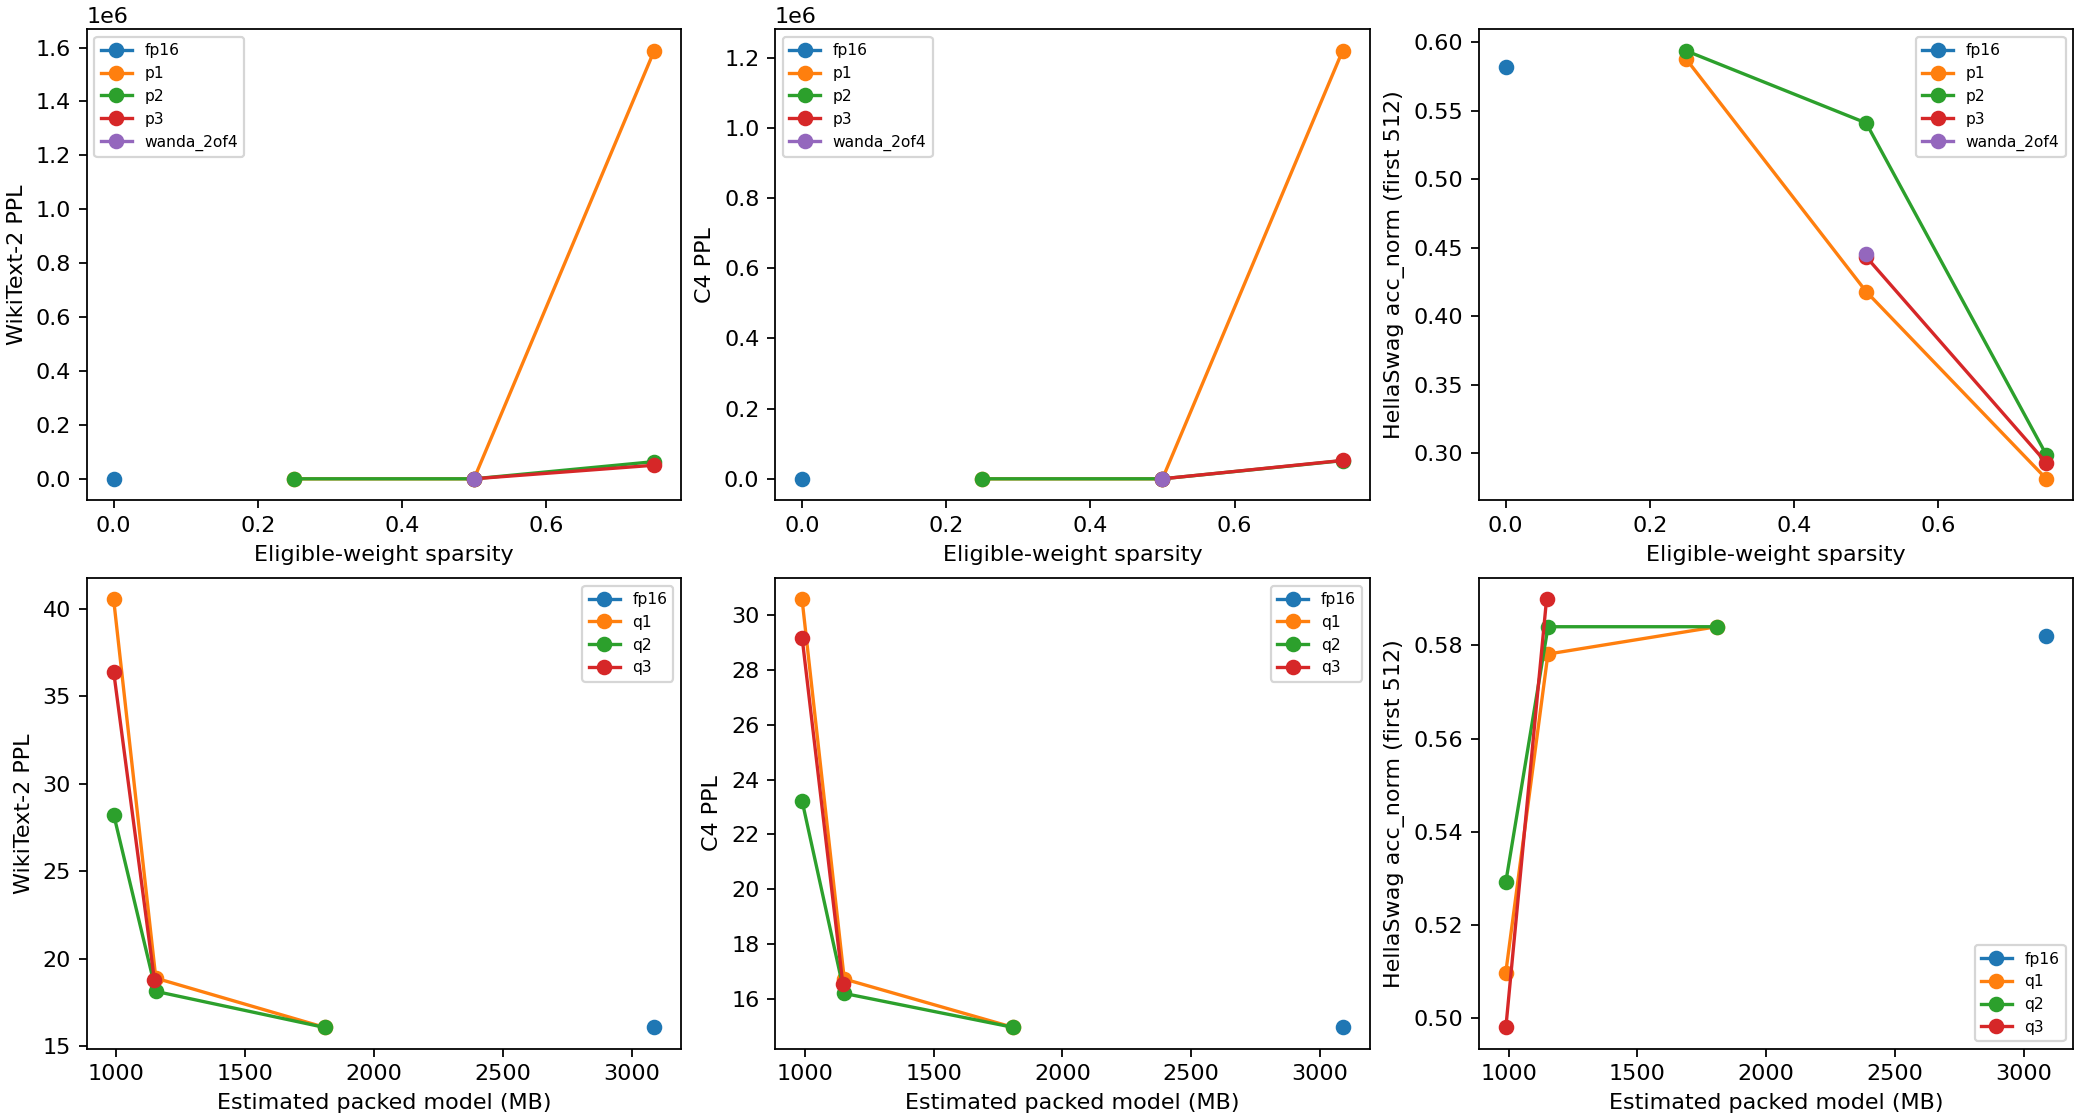 1e6
1.6
1.4
1.2
1.0
0.8
0.6
0.4
0.2
0.0
WikiText-2 PPL
fp16
p1
p2
p3
wanda_2of4
0.0 0.2 0.4 0.6
Eligible-weight sparsity
1e6
1.2
1.0
0.8
0.6
0.4
0.2
0.0
C4 PPL
fp16
p1
p2
p3
wanda_2of4
0.0 0.2 0.4 0.6
Eligible-weight sparsity
0.60
0.55
0.50
0.45
0.40
0.35
0.30
HellaSwag acc_norm (first 512)
fp16
p1
p2
p3
wanda_2of4
0.0 0.2 0.4 0.6
Eligible-weight sparsity
40
35
30
25
20
15
WikiText-2 PPL
fp16
q1
q2
q3
1000 1500 2000 2500 3000
Estimated packed model (MB)
30
28
26
24
22
20
18
16
C4 PPL
fp16
q1
q2
q3
1000 1500 2000 2500 3000
Estimated packed model (MB)
0.58
0.56
0.54
0.52
0.50
HellaSwag acc_norm (first 512)
fp16
q1
q2
q3
1000 1500 2000 2500 3000
Estimated packed model (MB)